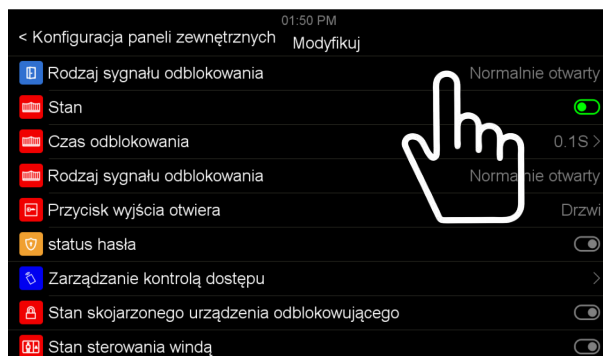 01:50 PM
< Konfiguracja paneli zewnętrznych Modyfikuj
Rodzaj sygnału odblokowania Normalnie otwarty
Stan
Czas odblokowania 0.1S >
Rodzaj sygnału odblokowania Normalnie otwarty
Przycisk wyjścia otwiera Drzwi
status hasła
Zarządzanie kontrolą dostępu >
Stan skojarzonego urządzenia odblokowującego
Stan sterowania windą